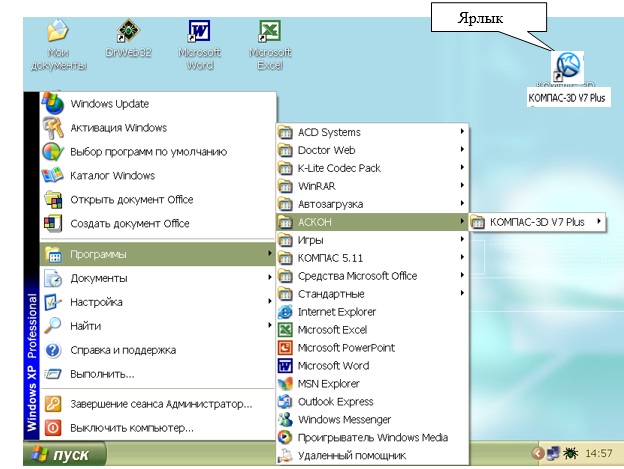 Ярлык
Мои документы
DrWeb32
Microsoft Word
Microsoft Excel
КОМПАС-3D V7 Plus
Windows Update
Активация Windows
Выбор программ по умолчанию
Каталог Windows
Открыть документ Office
Создать документ Office
Программы
Документы
Настройка
Найти
Справка и поддержка
Выполнить...
Завершение сеанса Администратор...
Выключить компьютер...
Windows XP Professional
ACD Systems
Doctor Web
K-Lite Codec Pack
WinRAR
Автозагрузка
АСКОН
Игры
КОМПАС 5.11
Средства Microsoft Office
Стандартные
Internet Explorer
Microsoft Excel
Microsoft PowerPoint
Microsoft Word
MSN Explorer
Outlook Express
Windows Messenger
Проигрыватель Windows Media
Удаленный помощник
КОМПАС-3D V7 Plus
пуск
14:57